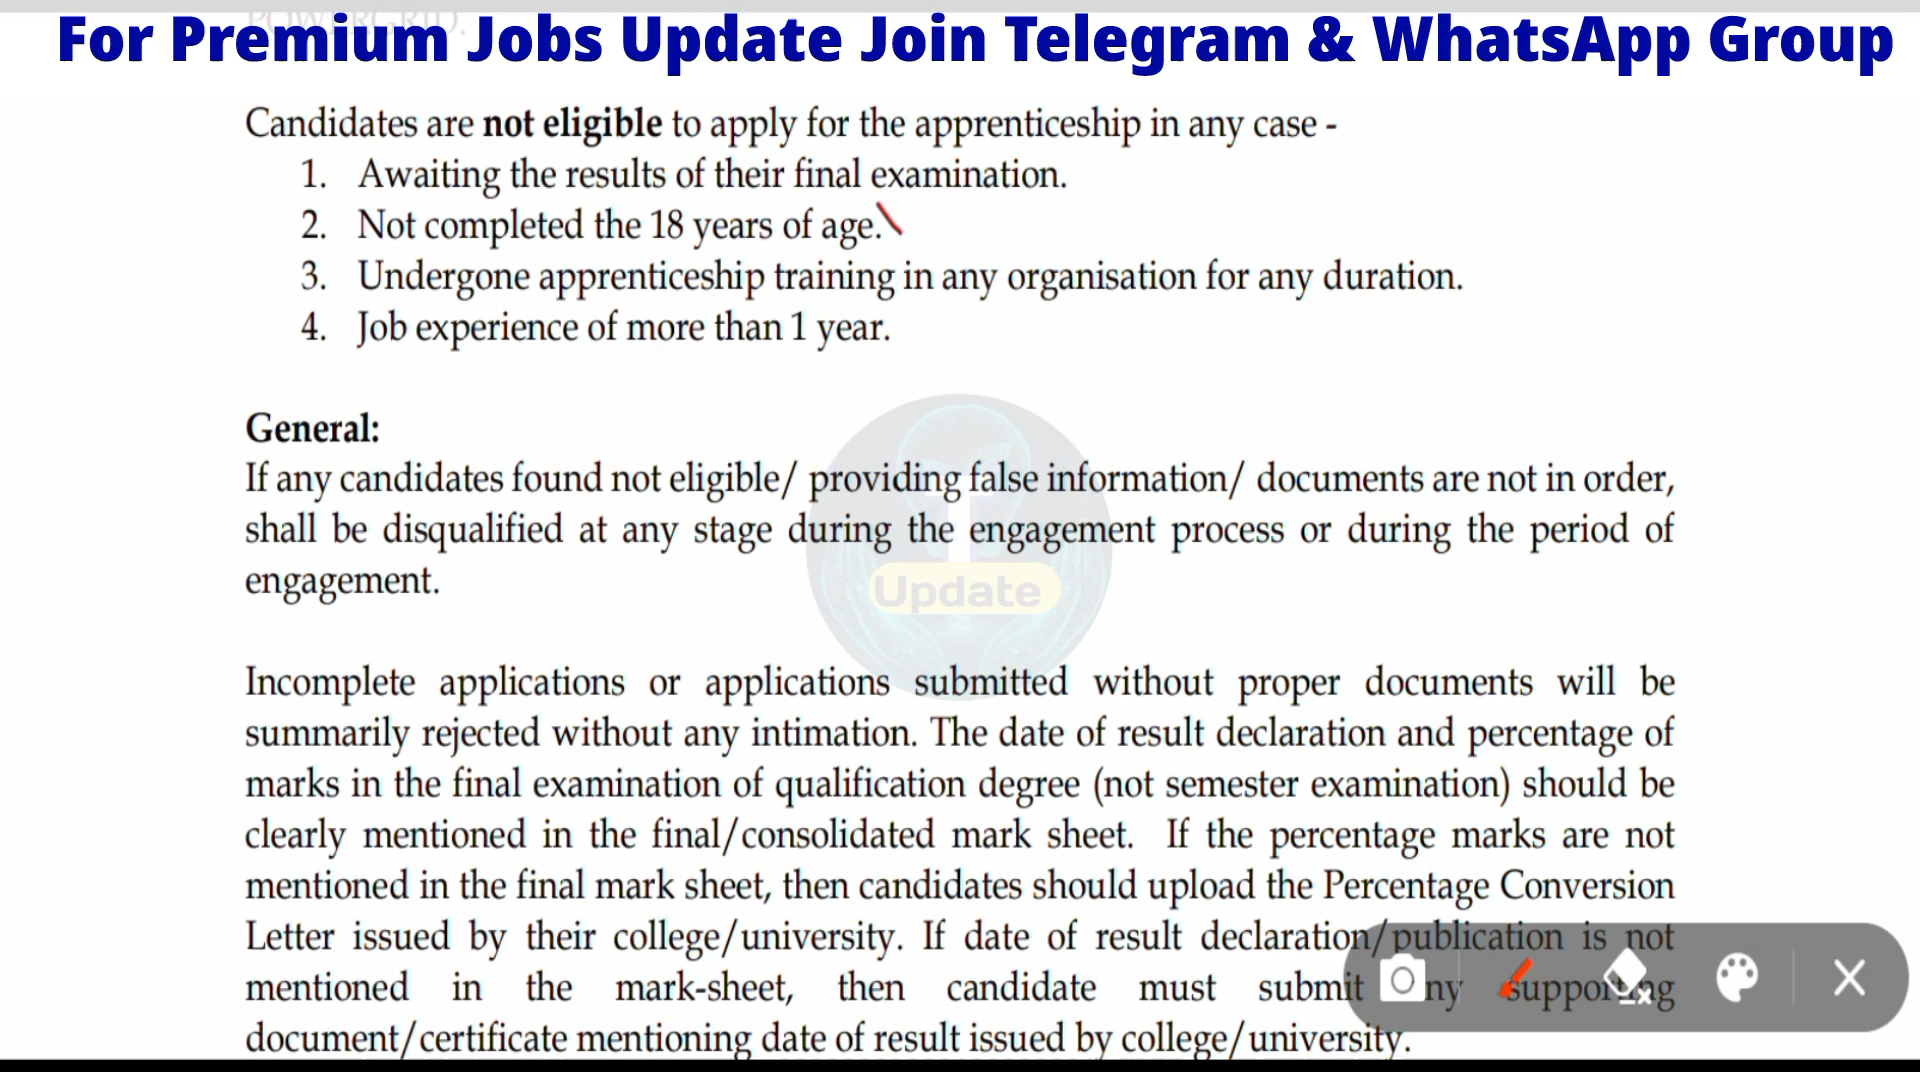 POWERGRID.
For Premium Jobs Update Join Telegram & WhatsApp Group
Candidates are not eligible to apply for the apprenticeship in any case -
1. Awaiting the results of their final examination.
2. Not completed the 18 years of age.
3. Undergone apprenticeship training in any organisation for any duration.
4. Job experience of more than 1 year.
General:
If any candidates found not eligible/ providing false information/ documents are not in order,
shall be disqualified at any stage during the engagement process or during the period of
engagement.
Update
Incomplete applications or applications submitted without proper documents will be
summarily rejected without any intimation. The date of result declaration and percentage of
marks in the final examination of qualification degree (not semester examination) should be
clearly mentioned in the final/consolidated mark sheet. If the percentage marks are not
mentioned in the final mark sheet, then candidates should upload the Percentage Conversion
Letter issued by their college/university. If date of result declaration/publication is not
mentioned in the mark-sheet, then candidate must submit any supporting
document/certificate mentioning date of result issued by college/university.